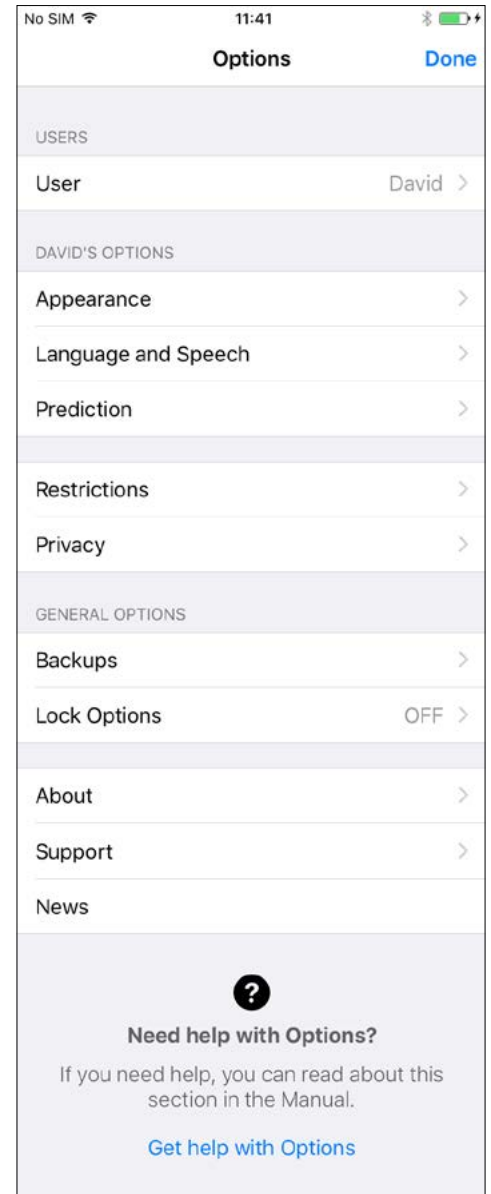 No SIM 11:41
Options Done
USERS
User David
DAVID'S OPTIONS
Appearance
Language and Speech
Prediction
Restrictions
Privacy
GENERAL OPTIONS
Backups
Lock Options OFF
About
Support
News
?
Need help with Options?
If you need help, you can read about this
section in the Manual.
Get help with Options